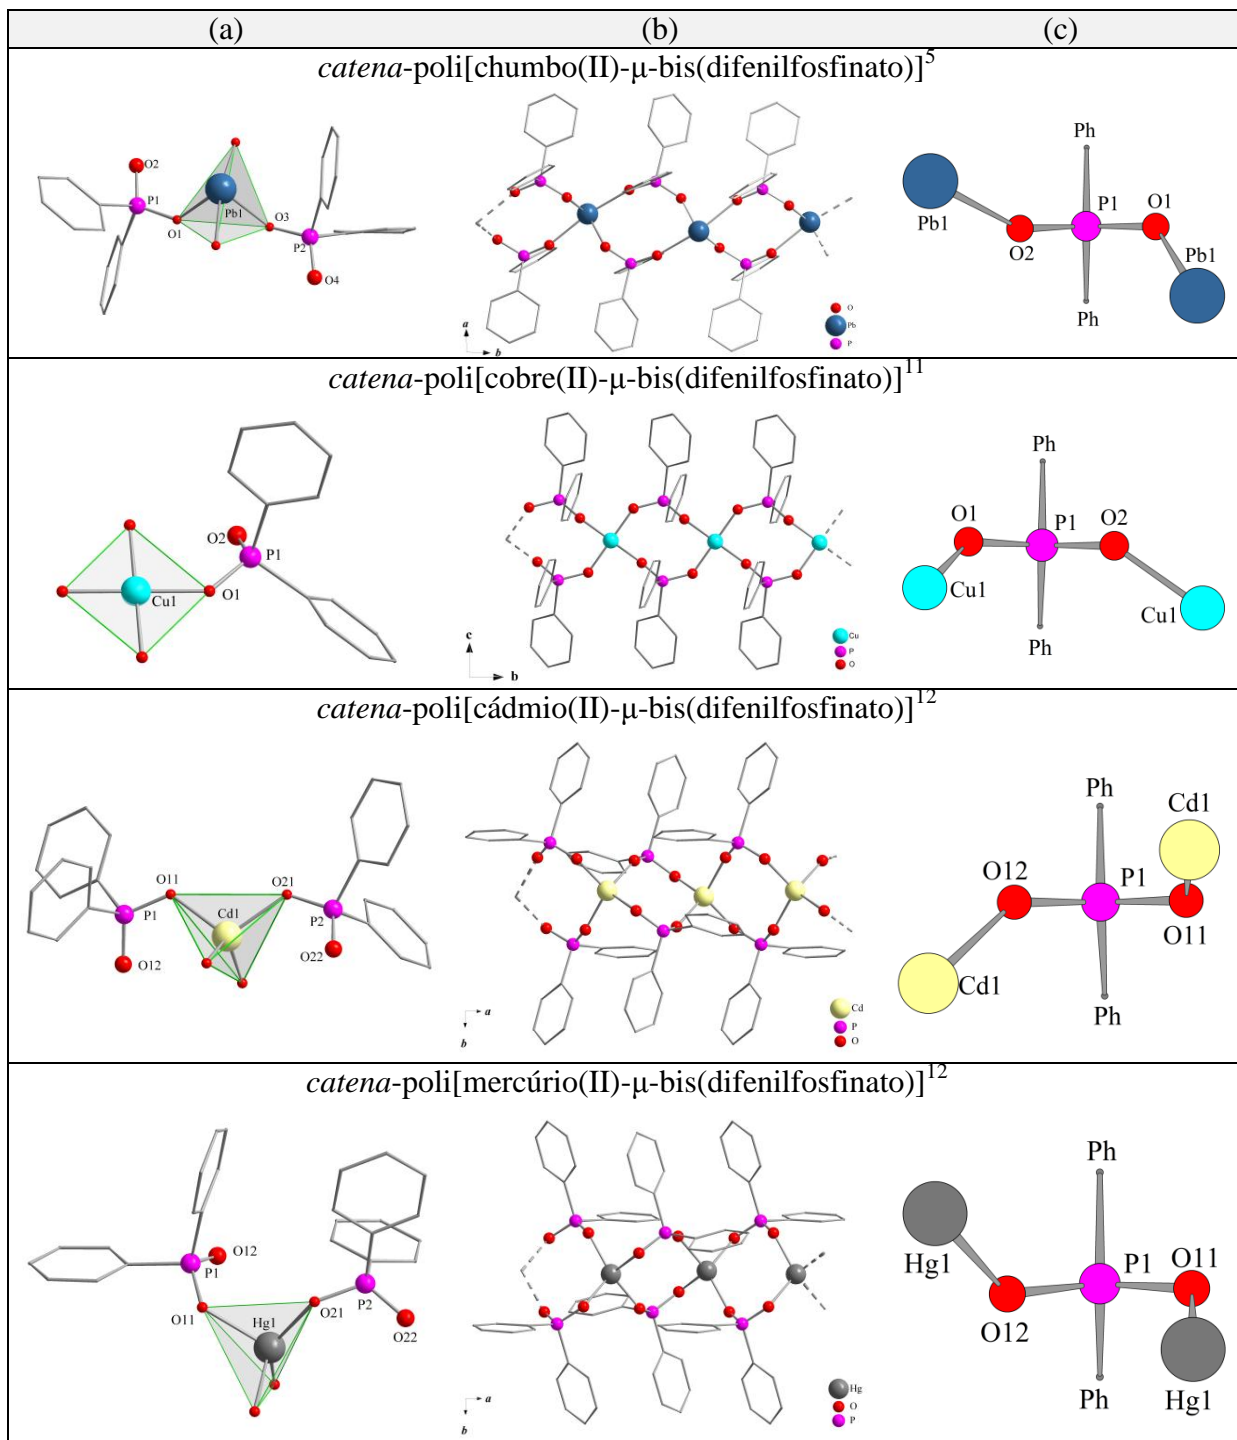 (a) (b) (c)
catena-poli[chumbo(II)-μ-bis(difenilfosfinato)]5
O2
P1
O1
Pb1
O3
P2
O4
a
b
O
Pb
P
Ph
Pb1
O2
P1
O1
Pb1
Ph
catena-poli[cobre(II)-μ-bis(difenilfosfinato)]11
O2
P1
O1
Cu1
c
b
Cu
P
O
Ph
O1
P1
O2
Cu1
Cu1
Ph
catena-poli[cádmio(II)-μ-bis(difenilfosfinato)]12
O11
O21
P1
Cd1
P2
O12
O22
a
b
Cd
P
O
Ph
Cd1
O12
P1
O11
Cd1
Ph
catena-poli[mercúrio(II)-μ-bis(difenilfosfinato)]12
O12
P1
O11
Hg1
O21
P2
O22
a
b
Hg
O
P
Ph
Hg1
P1
O11
O12
Ph
Hg1